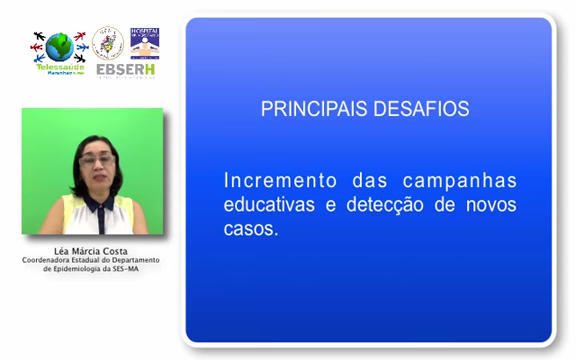 Telessaúde
EBSERH
Léa Márcia Costa
Coordenadora Estadual do Departamento
de Epidemiologia da SES-MA
PRINCIPAIS DESAFIOS
Incremento das campanhas
educativas e detecção de novos
casos.